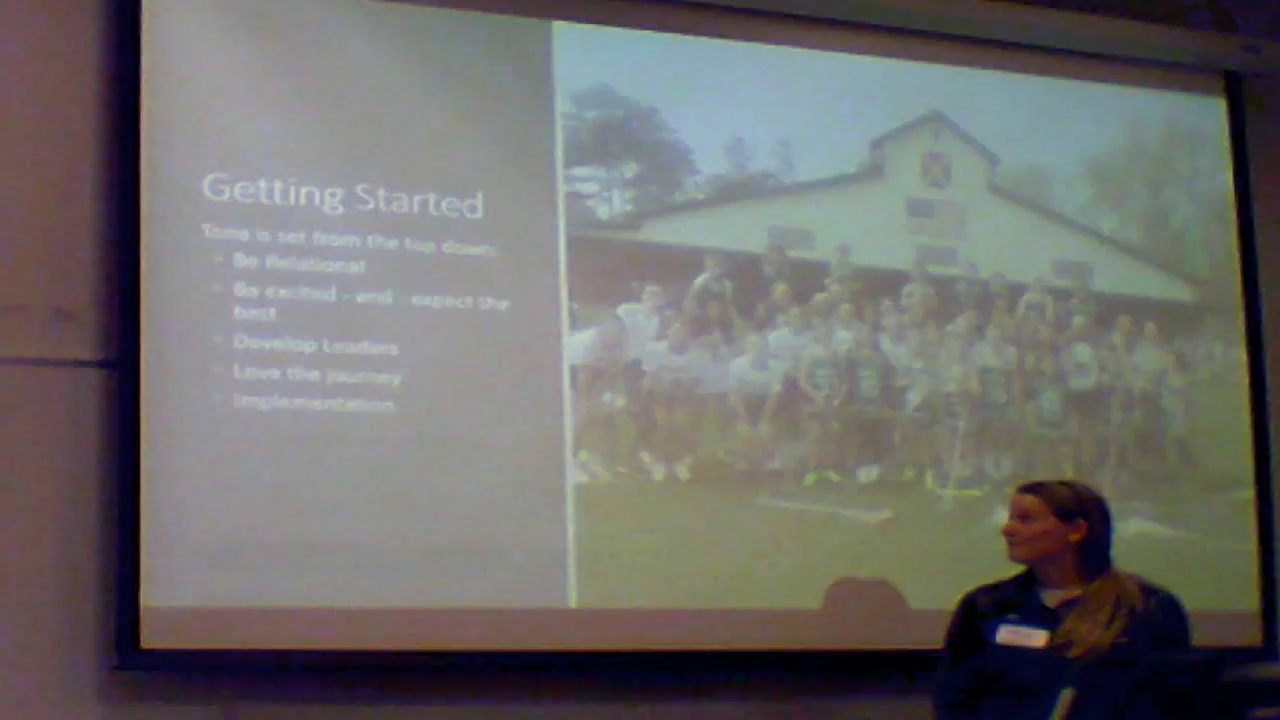 Getting Started
Tone is set from the top down:
Be Relational
Be excited - and - expect the
best
Develop Leaders
Love the journey
Implementation